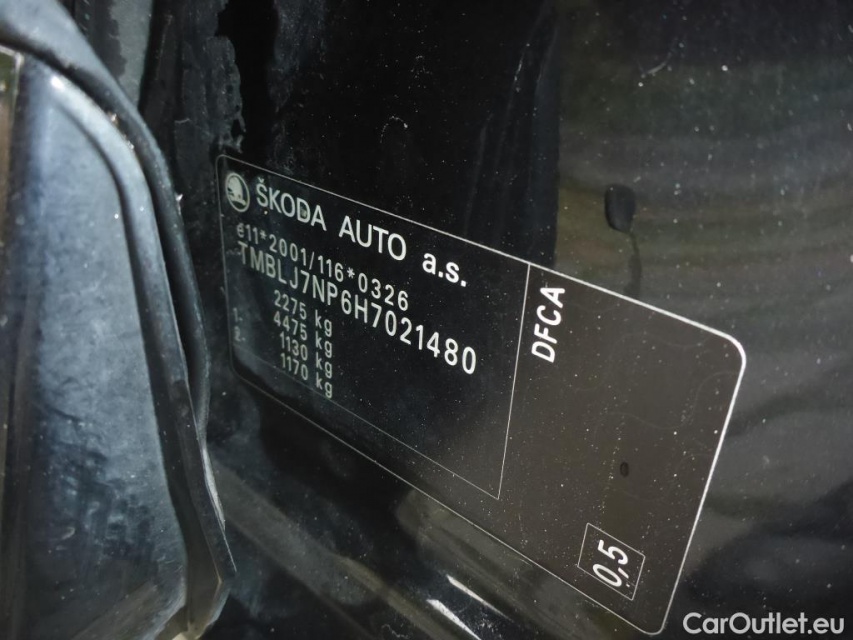 ŠKODA AUTO a.s.
e11*2001/116*0326
TMBLJ7NP6H7021480
2275 kg
4475 kg
1. 1130 kg
2. 1170 kg
DFCA
0,5
CarOutlet.eu